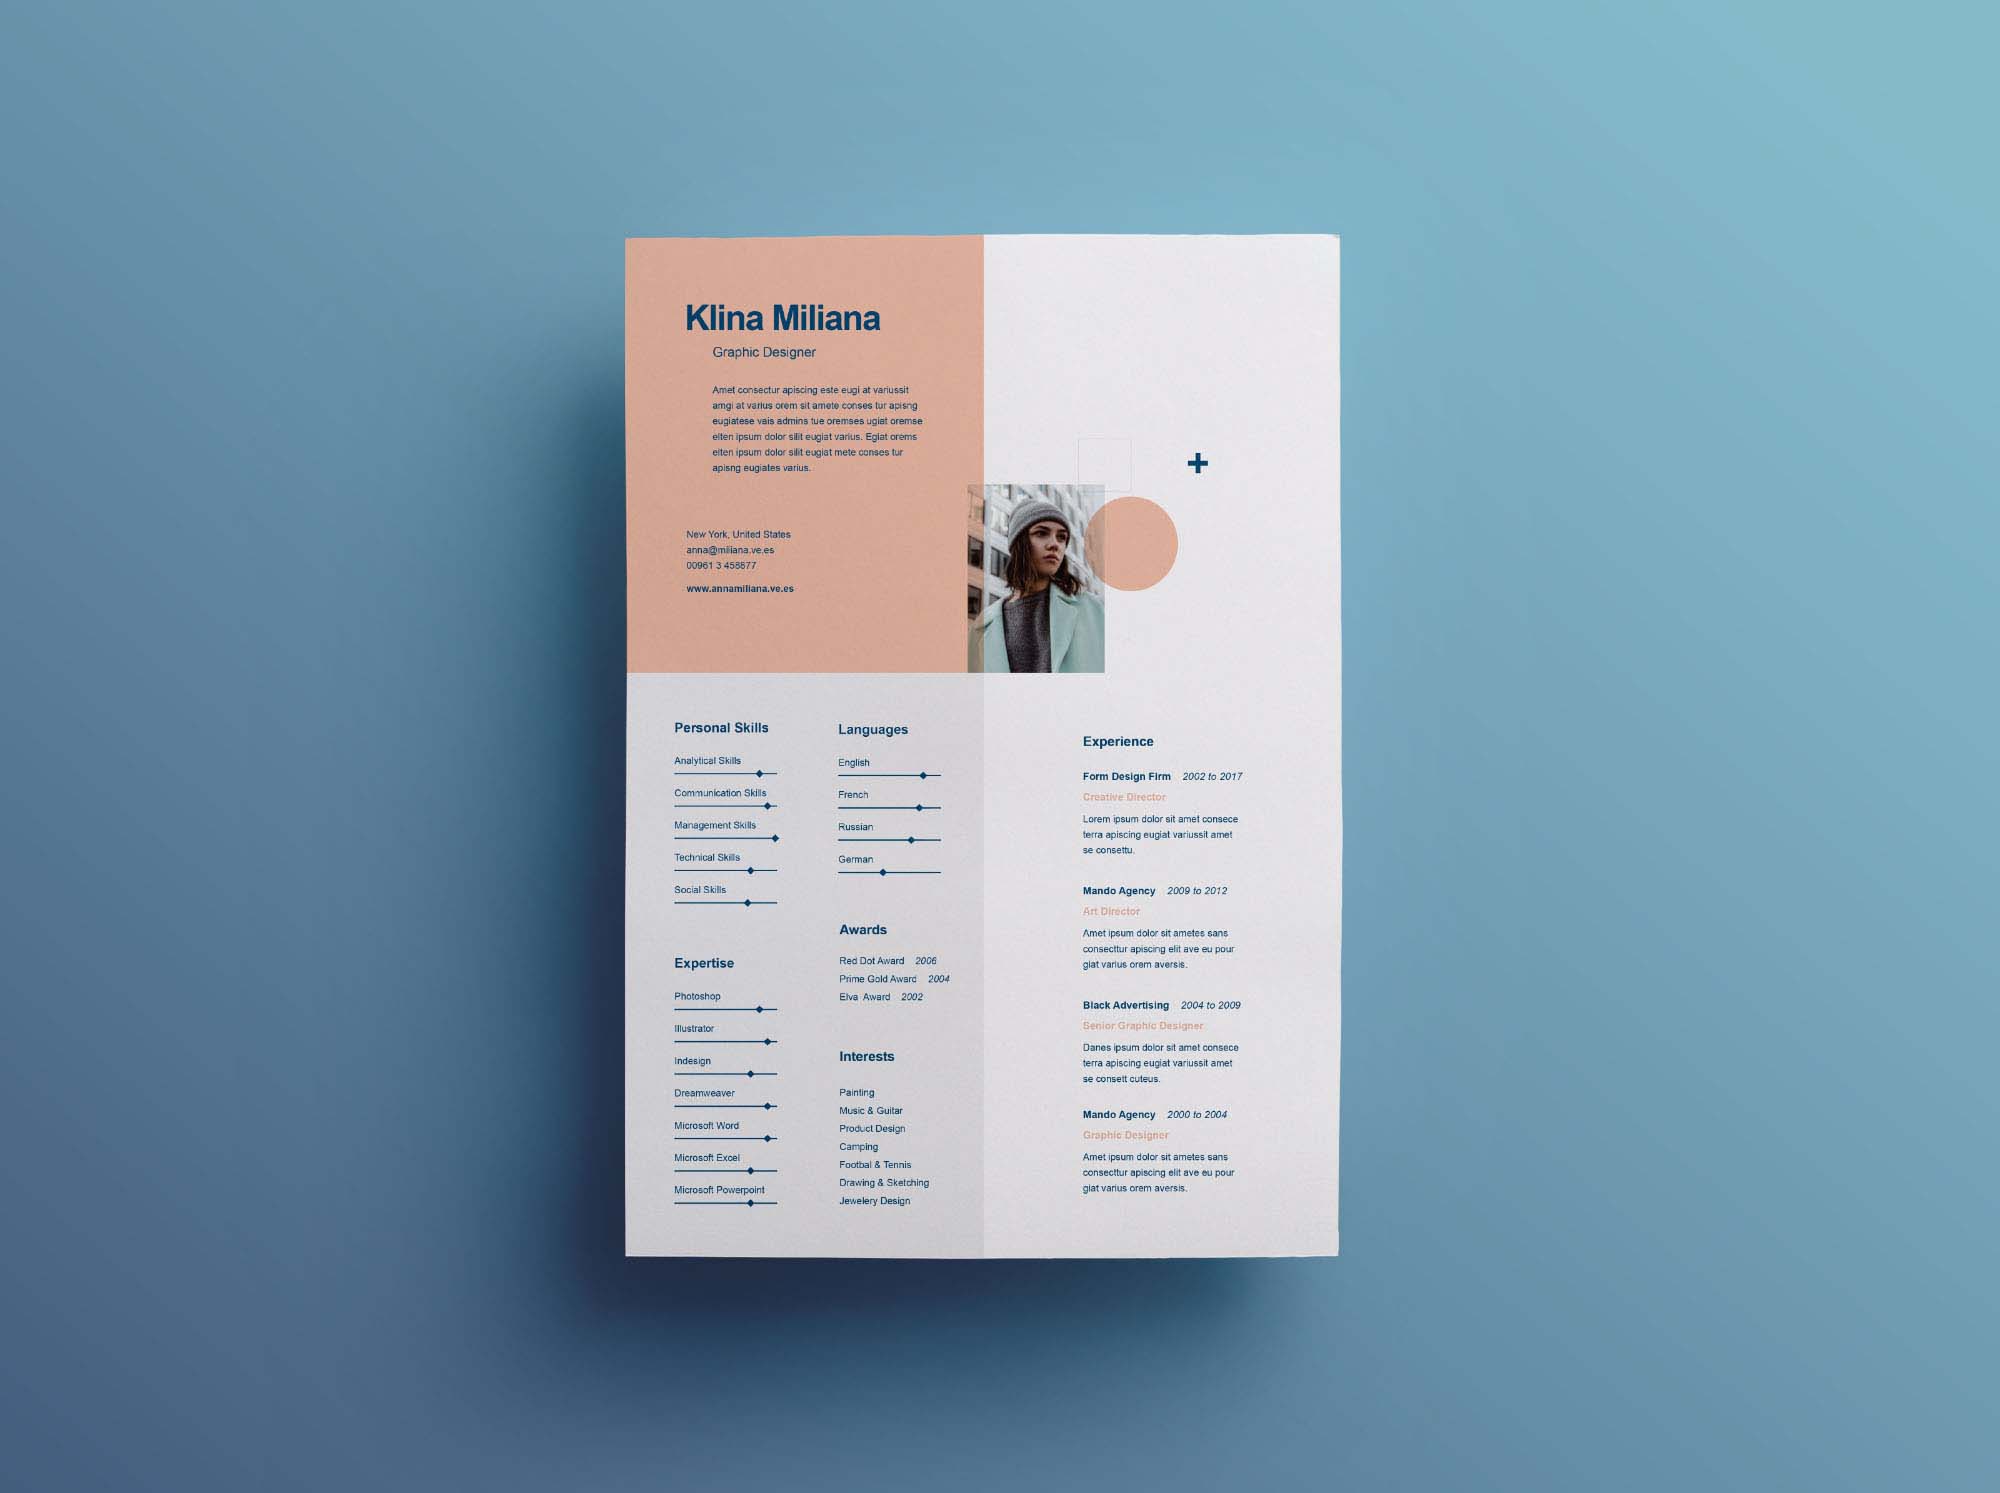 Klina Miliana
Graphic Designer
Amet consectur apiscing este eugi at variussit
amgi at varius orem sit amete conses tur apisng
eugiatese vais admins tue oremses ugiat oremse
elten ipsum dolor silit eugiat varius. Egiat orems
elten ipsum dolor silit eugiat mete conses tur
apisng eugiates varius.
New York, United States
anna@miliana.ve.es
00961 3 458677
www.annamiliana.ve.es
Personal Skills
Analytical Skills
Communication Skills
Management Skills
Technical Skills
Social Skills
Expertise
Photoshop
Illustrator
Indesign
Dreamweaver
Microsoft Word
Microsoft Excel
Microsoft Powerpoint
Languages
English
French
Russian
German
Awards
Red Dot Award 2006
Prime Gold Award 2004
Elva Award 2002
Interests
Painting
Music & Guitar
Product Design
Camping
Footbal & Tennis
Drawing & Sketching
Jewelery Design
Experience
Form Design Firm 2002 to 2017
Creative Director
Lorem ipsum dolor sit amet consece
terra apiscing eugiat variussit amet
se consettu.
Mando Agency 2009 to 2012
Art Director
Amet ipsum dolor sit ametes sans
consecttur apiscing elit ave eu pour
giat varius orem aversis.
Black Advertising 2004 to 2009
Senior Graphic Designer
Danes ipsum dolor sit amet consece
terra apiscing eugiat variussit amet
se consett cuteus.
Mando Agency 2000 to 2004
Graphic Designer
Amet ipsum dolor sit ametes sans
consecttur apiscing elit ave eu pour
giat varius orem aversis.